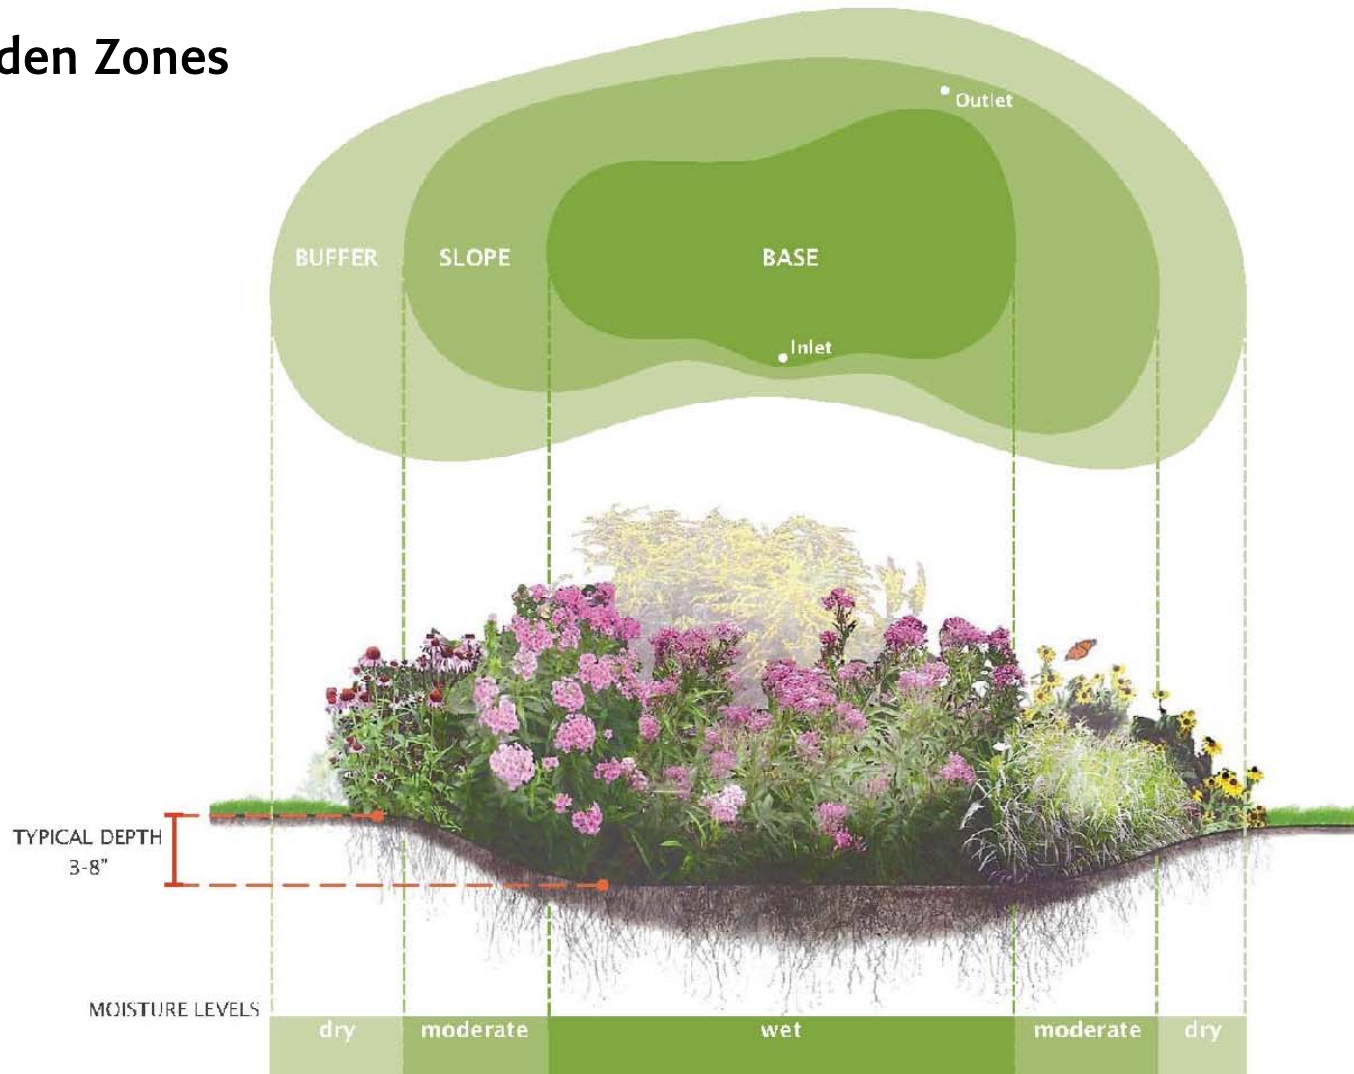 den Zones
Outlet
BUFFER
SLOPE
BASE
Inlet
TYPICAL DEPTH
3-8"
MOISTURE LEVELS
dry
moderate
wet
moderate
dry